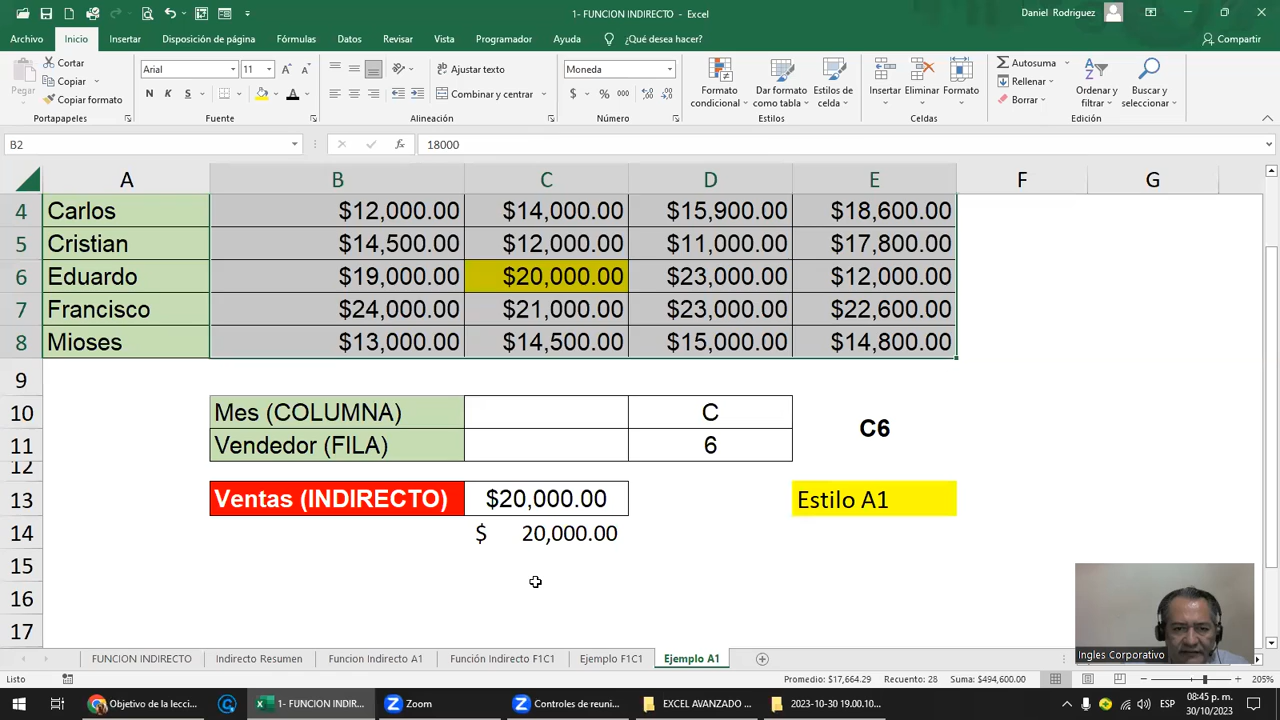 1- FUNCION INDIRECTO - Excel
Daniel Rodriguez
Archivo Inicio Insertar Disposición de página Fórmulas Datos Revisar Vista Programador Ayuda ¿Qué desea hacer? Compartir
Pegar
Cortar
Copiar
Copiar formato
Portapapeles
Arial 11
N K S
Fuente
Ajustar texto
Combinar y centrar
Alineación
Moneda
$ % 000
Número
Formato condicional
Dar formato como tabla
Estilos de celda
Estilos
Insertar Eliminar Formato
Celdas
Autosuma
Rellenar
Borrar
Ordenar y filtrar
Buscar y seleccionar
Edición
B2 fx 18000
A B C D E F G
4 Carlos $12,000.00 $14,000.00 $15,900.00 $18,600.00
5 Cristian $14,500.00 $12,000.00 $11,000.00 $17,800.00
6 Eduardo $19,000.00 $20,000.00 $23,000.00 $12,000.00
7 Francisco $24,000.00 $21,000.00 $23,000.00 $22,600.00
8 Mioses $13,000.00 $14,500.00 $15,000.00 $14,800.00
9
10 Mes (COLUMNA) C
C6
11 Vendedor (FILA) 6
12
13 Ventas (INDIRECTO) $20,000.00 Estilo A1
14 $ 20,000.00
15
16
17
Ingles Corporativo
FUNCION INDIRECTO Indirecto Resumen Funcion Indirecto A1 Función Indirecto F1C1 Ejemplo F1C1 Ejemplo A1
Listo Promedio: $17,664.29 Recuento: 28 Suma: $494,600.00 205%
Objetivo de la lecci... 1- FUNCION INDIR... Zoom Controles de reuni... EXCEL AVANZADO ... 2023-10-30 19.00.10... ESP 08:45 p. m.
30/10/2023